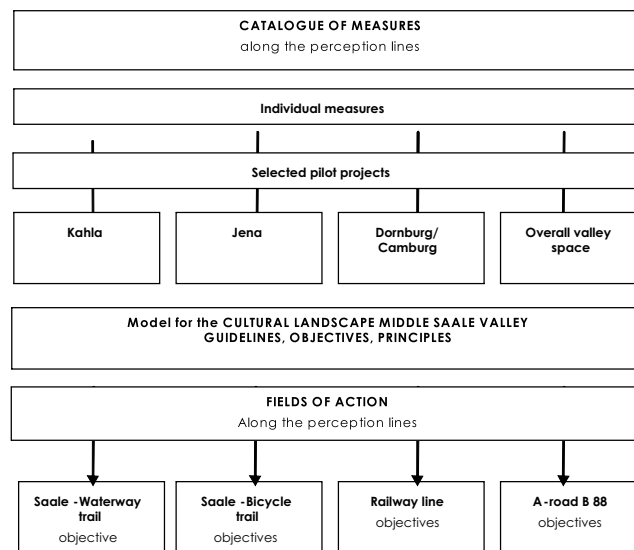 CATALOGUE OF MEASURES
along the perception lines
Individual measures
Selected pilot projects
Kahla
Jena
Dornburg/
Camburg
Overall valley
space
Model for the CULTURAL LANDSCAPE MIDDLE SAALE VALLEY
GUIDELINES, OBJECTIVES, PRINCIPLES
FIELDS OF ACTION
Along the perception lines
Saale -Waterway
trail
objective
Saale -Bicycle
trail
objectives
Railway line
objectives
A-road B 88
objectives